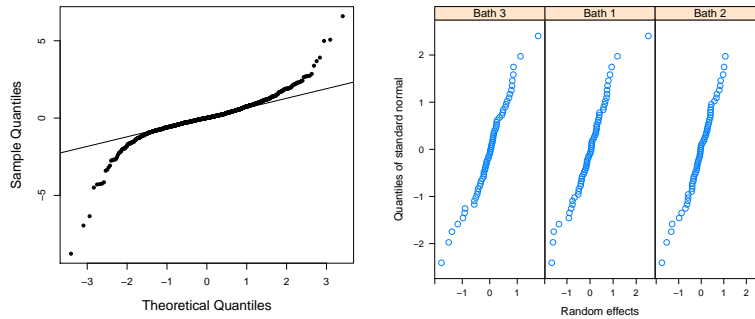 Bath 3 Bath 1 Bath 2
5
0
−5
Sample Quantiles
−3 −2 −1 0 1 2 3
Theoretical Quantiles
2
1
0
−1
−2
Quantiles of standard normal
−1 0 1 −1 0 1 2 −1 0 1 2
Random effects